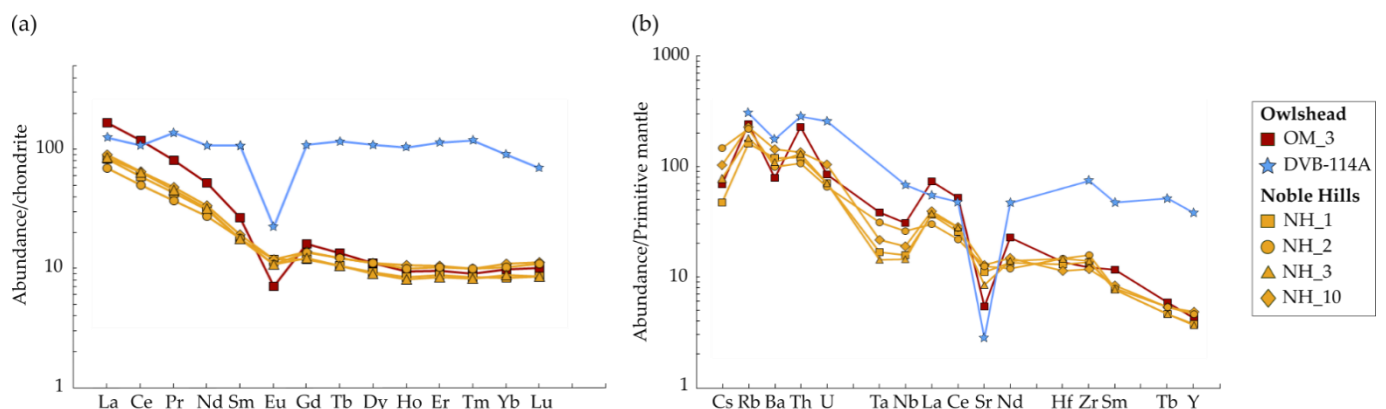 (a)
Abundance/chondrite
100
10
1
La Ce Pr Nd Sm Eu Gd Tb Dy Ho Er Tm Yb Lu
(b)
Abundance/Primitive mantle
1000
100
10
1
Cs Rb Ba Th U Ta Nb La Ce Sr Nd Hf Zr Sm Tb Y
Owlshead
OM_3
DVB-114A
Noble Hills
NH_1
NH_2
NH_3
NH_10